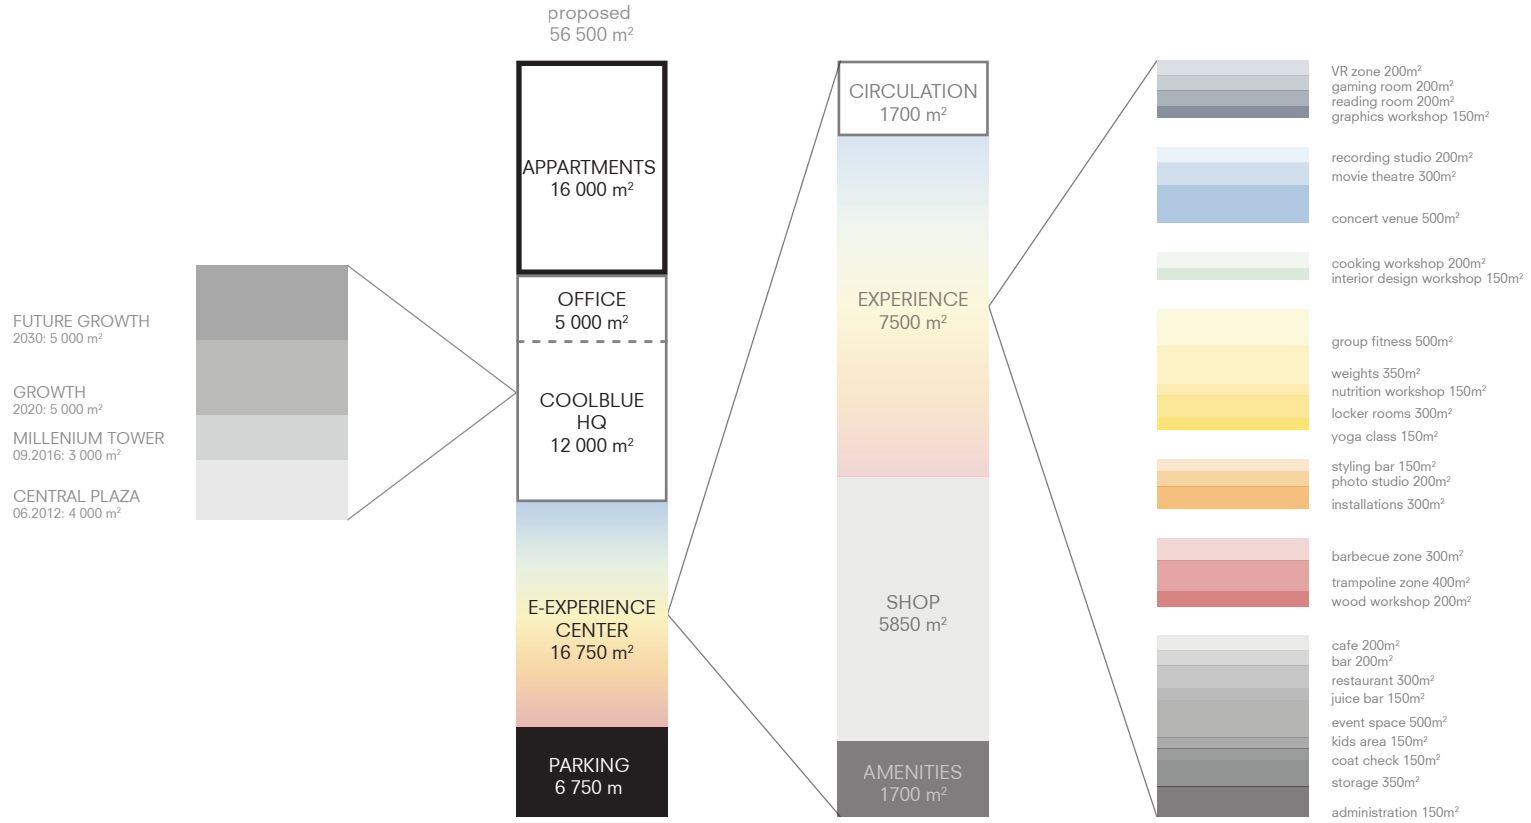 proposed
56 500 m²
APPARTMENTS
16 000 m²
OFFICE
5 000 m²
COOLBLUE
HQ
12 000 m²
E-EXPERIENCE
CENTER
16 750 m²
PARKING
6 750 m
FUTURE GROWTH
2030: 5 000 m²
GROWTH
2020: 5 000 m²
MILLENIUM TOWER
09.2016: 3 000 m²
CENTRAL PLAZA
06.2012: 4 000 m²
CIRCULATION
1700 m²
EXPERIENCE
7500 m²
SHOP
5850 m²
AMENITIES
1700 m²
VR zone 200m²
gaming room 200m²
reading room 200m²
graphics workshop 150m²
recording studio 200m²
movie theatre 300m²
concert venue 500m²
cooking workshop 200m²
interior design workshop 150m²
group fitness 500m²
weights 350m²
nutrition workshop 150m²
locker rooms 300m²
yoga class 150m²
styling bar 150m²
photo studio 200m²
installations 300m²
barbecue zone 300m²
trampoline zone 400m²
wood workshop 200m²
cafe 200m²
bar 200m²
restaurant 300m²
juice bar 150m²
event space 500m²
kids area 150m²
coat check 150m²
storage 350m²
administration 150m²